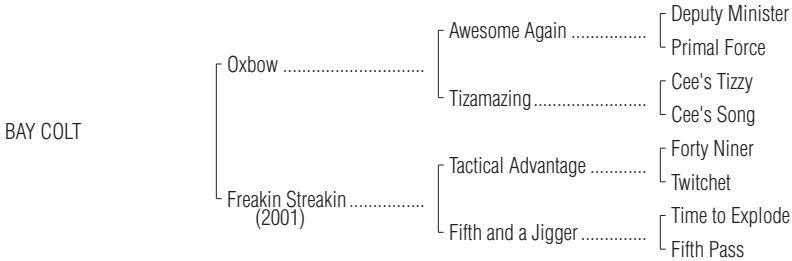 Deputy Minister
Awesome Again ................
Primal Force
Oxbow ..............................
Cee's Tizzy
Tizamazing........................
Cee's Song
BAY COLT
Forty Niner
Tactical Advantage ............
Twitchet
Freakin Streakin................
(2001)
Time to Explode
Fifth and a Jigger ..............
Fifth Pass